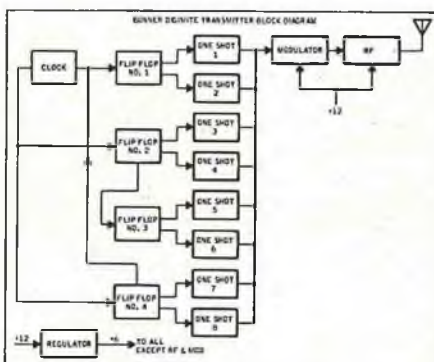 BONNER DIGIMITE TRANSMITTER BLOCK DIAGRAM
CLOCK
FLIP FLOP
NO. 1
ONE SHOT
1
ONE SHOT
2
MODULATOR
RF
+12
FLIP FLOP
NO. 2
ONE SHOT
3
ONE SHOT
4
FLIP FLOP
NO. 3
ONE SHOT
5
ONE SHOT
6
FLIP FLOP
NO. 4
ONE SHOT
7
ONE SHOT
8
+12
REGULATOR
+6
TO ALL
EXCEPT RF & MOD